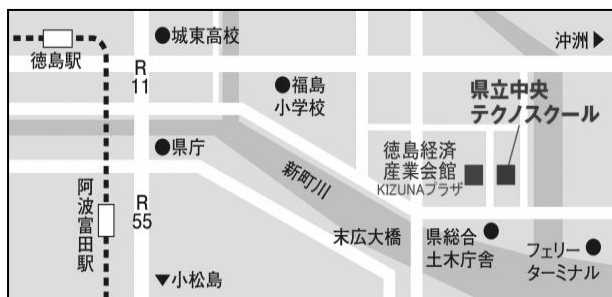 城東高校
沖洲▶
徳島駅
R
11
福島
小学校
県立中央
テクノスクール
県庁
徳島経済
産業会館
KIZUNAプラザ
新町川
阿波富田駅
R
55
末広大橋
県総合
土木庁舎
フェリー
ターミナル
▼小松島